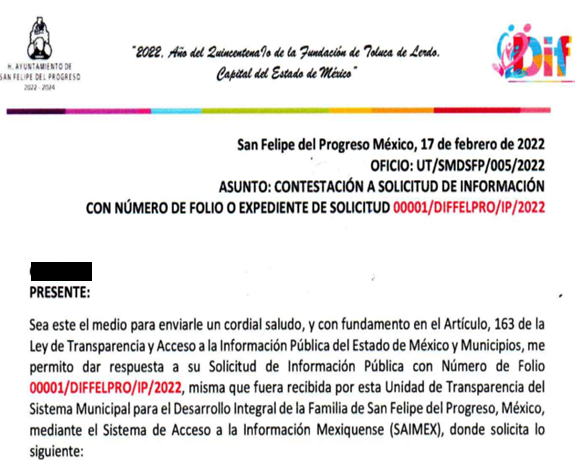 H. AYUNTAMIENTO DE
SAN FELIPE DEL PROGRESO
2022 - 2024
"2022. Año del Quincentenalo de la Fundación de Toluca de Lerdo.
Capital del Estado de México"
Dif
San Felipe del Progreso México, 17 de febrero de 2022
OFICIO: UT/SMDSFP/005/2022
ASUNTO: CONTESTACIÓN A SOLICITUD DE INFORMACIÓN
CON NÚMERO DE FOLIO O EXPEDIENTE DE SOLICITUD 00001/DIFFELPRO/IP/2022
PRESENTE:
Sea este el medio para enviarle un cordial saludo, y con fundamento en el Artículo, 163 de la
Ley de Transparencia y Acceso a la Información Pública del Estado de México y Municipios, me
permito dar respuesta a su Solicitud de Información Pública con Número de Folio
00001/DIFFELPRO/IP/2022, misma que fuera recibida por esta Unidad de Transparencia del
Sistema Municipal para el Desarrollo Integral de la Familia de San Felipe del Progreso, México,
mediante el Sistema de Acceso a la Información Mexiquense (SAIMEX), donde solicita lo
siguiente: